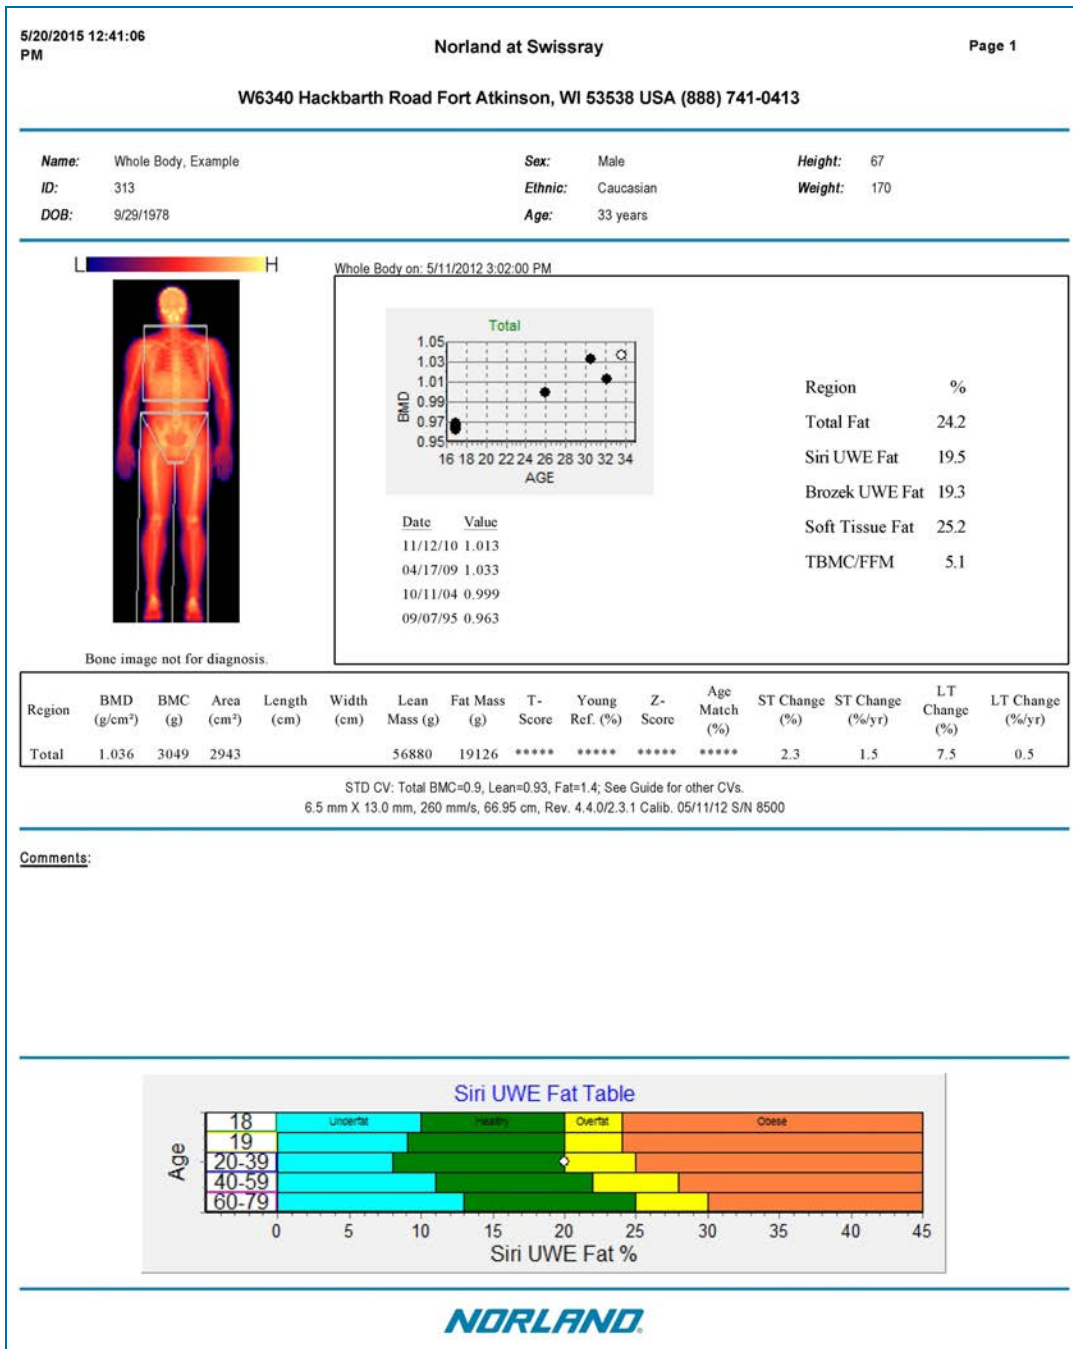 5/20/2015 12:41:06
PM
Norland at Swissray
Page 1
W6340 Hackbarth Road Fort Atkinson, WI 53538 USA (888) 741-0413
Name: Whole Body, Example Sex: Male Height: 67
ID: 313 Ethnic: Caucasian Weight: 170
DOB: 9/29/1978 Age: 33 years
L H
Whole Body on: 5/11/2012 3:02:00 PM
Total
1.05
1.03
1.01
0.99
0.97
0.95
BMD
16 18 20 22 24 26 28 30 32 34
AGE
Date Value
11/12/10 1.013
04/17/09 1.033
10/11/04 0.999
09/07/95 0.963
Region %
Total Fat 24.2
Siri UWE Fat 19.5
Brozek UWE Fat 19.3
Soft Tissue Fat 25.2
TBMC/FFM 5.1
Bone image not for diagnosis.
Region BMD (g/cm²) BMC (g) Area (cm²) Length (cm) Width (cm) Lean Mass (g) Fat Mass (g) T-Score Young Ref. (%) Z-Score Age Match (%) ST Change (%) ST Change (%/yr) LT Change (%) LT Change (%/yr)
Total 1.036 3049 2943 56880 19126 ***** ***** ***** ***** 2.3 1.5 7.5 0.5
STD CV: Total BMC=0.9, Lean=0.93, Fat=1.4; See Guide for other CVs.
6.5 mm X 13.0 mm, 260 mm/s, 66.95 cm, Rev. 4.4.0/2.3.1 Calib. 05/11/12 S/N 8500
Comments:
Siri UWE Fat Table
Age
18 Underfat Healthy Overfat Obese
19
20-39
40-59
60-79
0 5 10 15 20 25 30 35 40 45
Siri UWE Fat %
NORLAND®